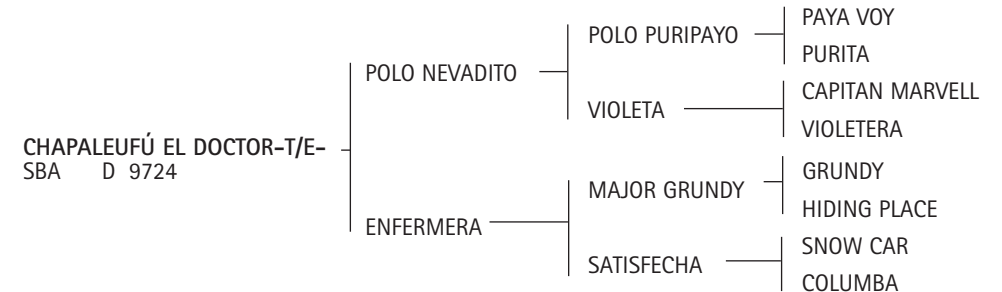 PAYA VOY
POLO PURIPAYO
PURITA
POLO NEVADITO
CAPITAN MARVELL
VIOLETA
VIOLETERA
CHAPALEUFÚ EL DOCTOR-T/E-
SBA D 9724
GRUNDY
MAJOR GRUNDY
HIDING PLACE
ENFERMERA
SNOW CAR
SATISFECHA
COLUMBA